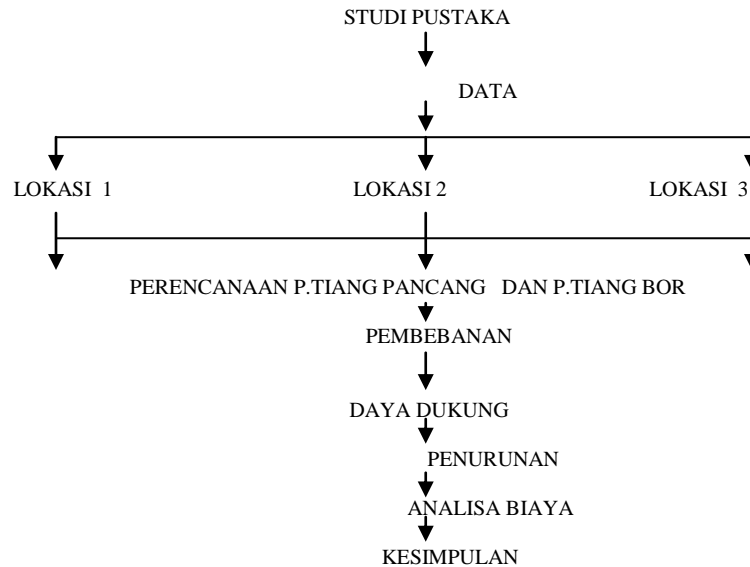 STUDI PUSTAKA
DATA
LOKASI 1
LOKASI 2
LOKASI 3
PERENCANAAN P.TIANG PANCANG DAN P.TIANG BOR
PEMBEBANAN
DAYA DUKUNG
PENURUNAN
ANALISA BIAYA
KESIMPULAN